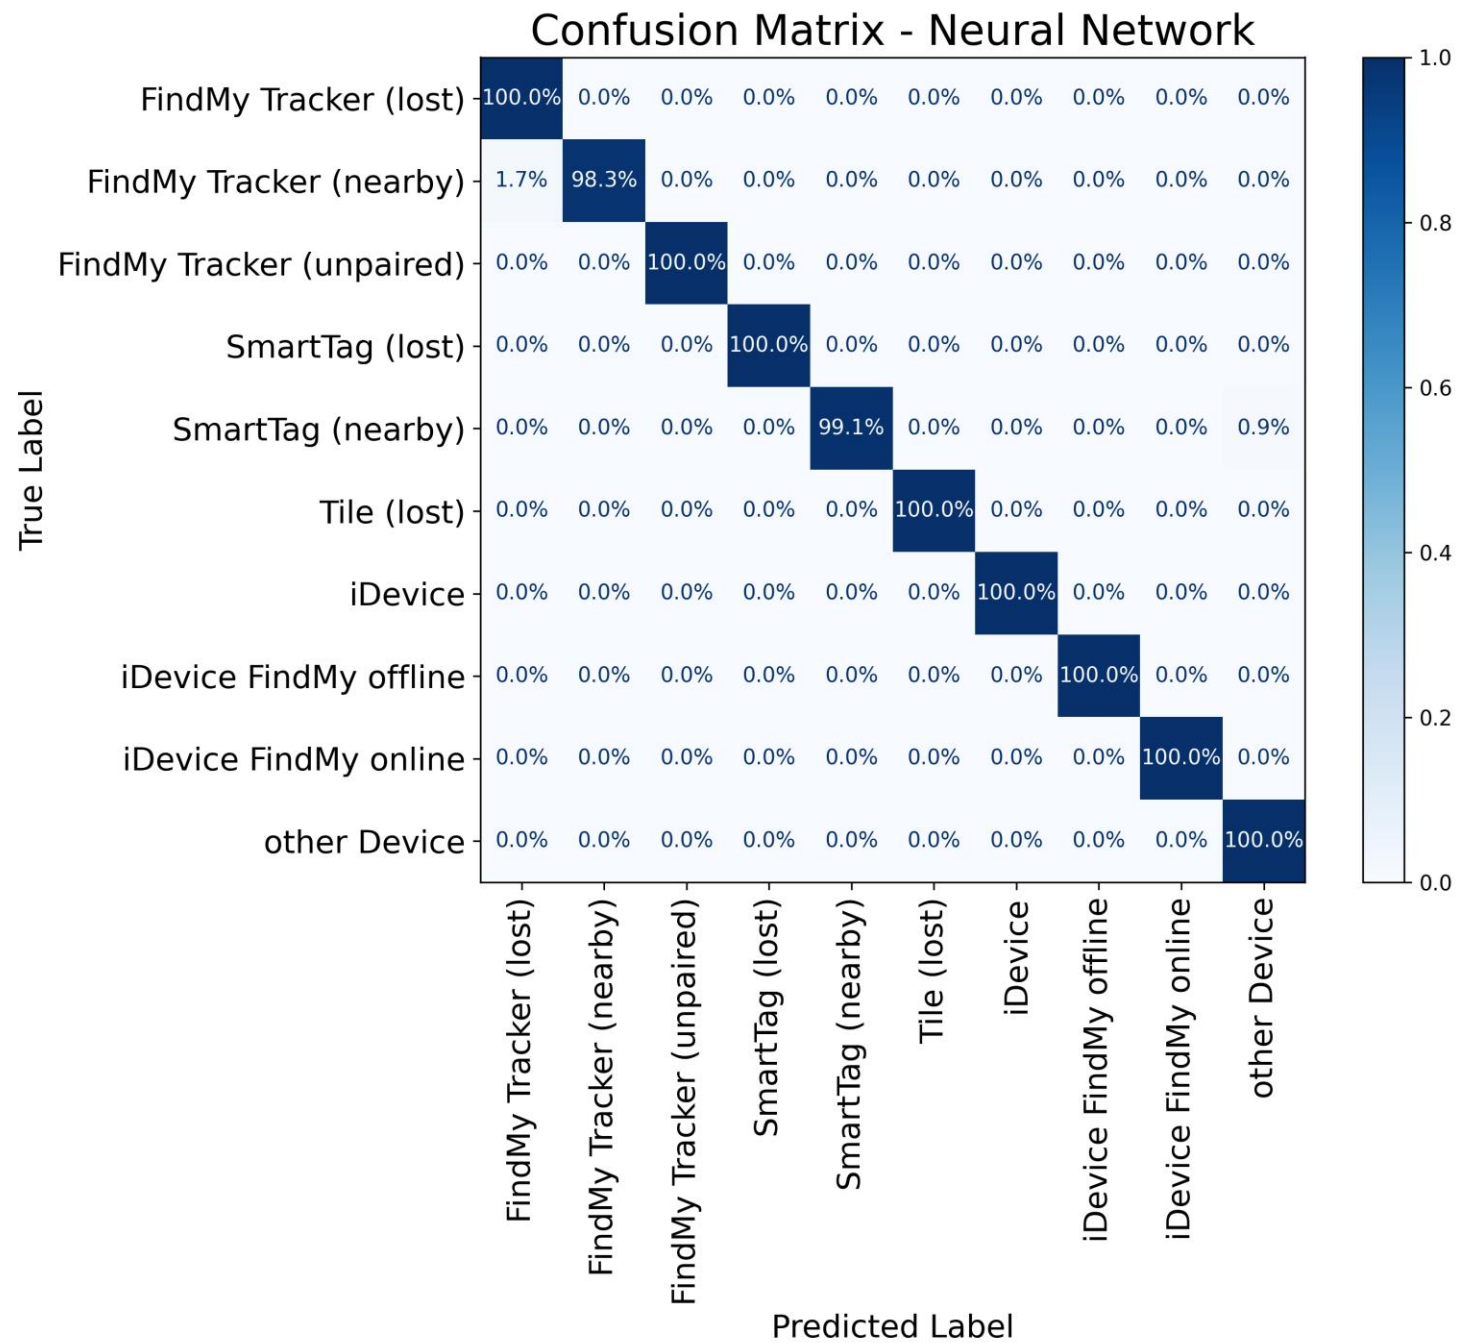 Confusion Matrix - Neural Network
FindMy Tracker (lost) 100.0% 0.0% 0.0% 0.0% 0.0% 0.0% 0.0% 0.0% 0.0% 0.0%
FindMy Tracker (nearby) 1.7% 98.3% 0.0% 0.0% 0.0% 0.0% 0.0% 0.0% 0.0% 0.0%
FindMy Tracker (unpaired) 0.0% 0.0% 100.0% 0.0% 0.0% 0.0% 0.0% 0.0% 0.0% 0.0%
SmartTag (lost) 0.0% 0.0% 0.0% 100.0% 0.0% 0.0% 0.0% 0.0% 0.0% 0.0%
SmartTag (nearby) 0.0% 0.0% 0.0% 0.0% 99.1% 0.0% 0.0% 0.0% 0.0% 0.9%
Tile (lost) 0.0% 0.0% 0.0% 0.0% 0.0% 100.0% 0.0% 0.0% 0.0% 0.0%
iDevice 0.0% 0.0% 0.0% 0.0% 0.0% 0.0% 100.0% 0.0% 0.0% 0.0%
iDevice FindMy offline 0.0% 0.0% 0.0% 0.0% 0.0% 0.0% 0.0% 100.0% 0.0% 0.0%
iDevice FindMy online 0.0% 0.0% 0.0% 0.0% 0.0% 0.0% 0.0% 0.0% 100.0% 0.0%
other Device 0.0% 0.0% 0.0% 0.0% 0.0% 0.0% 0.0% 0.0% 0.0% 100.0%
True Label
FindMy Tracker (lost)
FindMy Tracker (nearby)
FindMy Tracker (unpaired)
SmartTag (lost)
SmartTag (nearby)
Tile (lost)
iDevice
iDevice FindMy offline
iDevice FindMy online
other Device
Predicted Label
1.0
0.8
0.6
0.4
0.2
0.0